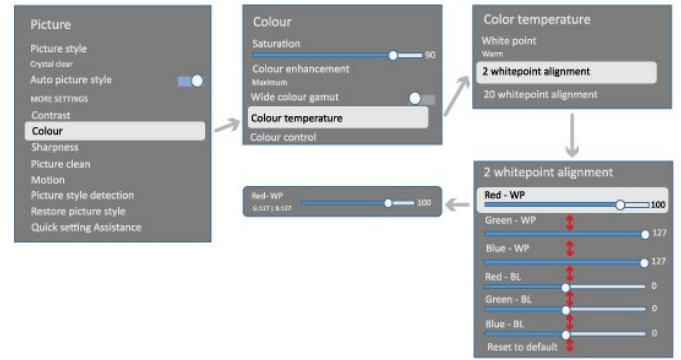 Picture
Picture style
Crystal clear
Auto picture style
MORE SETTINGS
Contrast
Colour
Sharpness
Picture clean
Motion
Picture style detection
Restore picture style
Quick setting Assistance
Colour
Saturation
90
Colour enhancement
Maximum
Wide colour gamut
Colour temperature
Colour control
Color temperature
White point
Warm
2 whitepoint alignment
20 whitepoint alignment
2 whitepoint alignment
Red - WP
100
Green - WP
127
Blue - WP
127
Red - BL
0
Green - BL
0
Blue - BL
0
Reset to default
Red- WP
G:127 | B:127
100